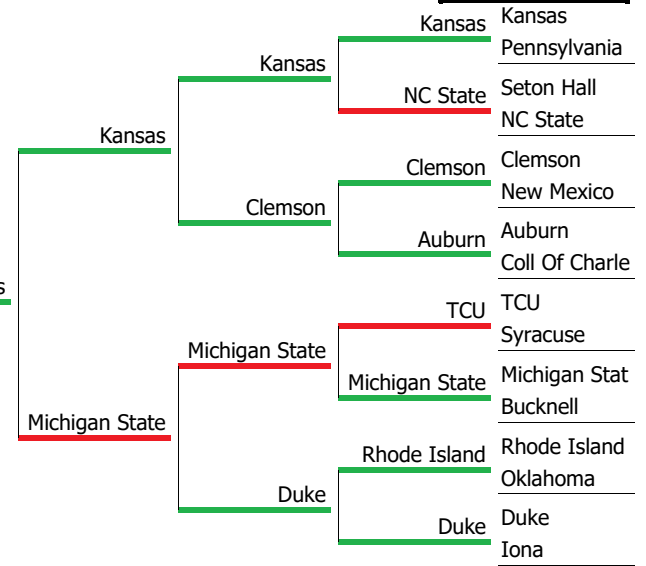 Kansas
Pennsylvania
Seton Hall
NC State
Clemson
New Mexico
Auburn
Coll Of Charle
TCU
Syracuse
Michigan Stat
Bucknell
Rhode Island
Oklahoma
Duke
Iona
Kansas
NC State
Clemson
Auburn
TCU
Michigan State
Rhode Island
Duke
Kansas
Clemson
Michigan State
Duke
Kansas
Michigan State
s